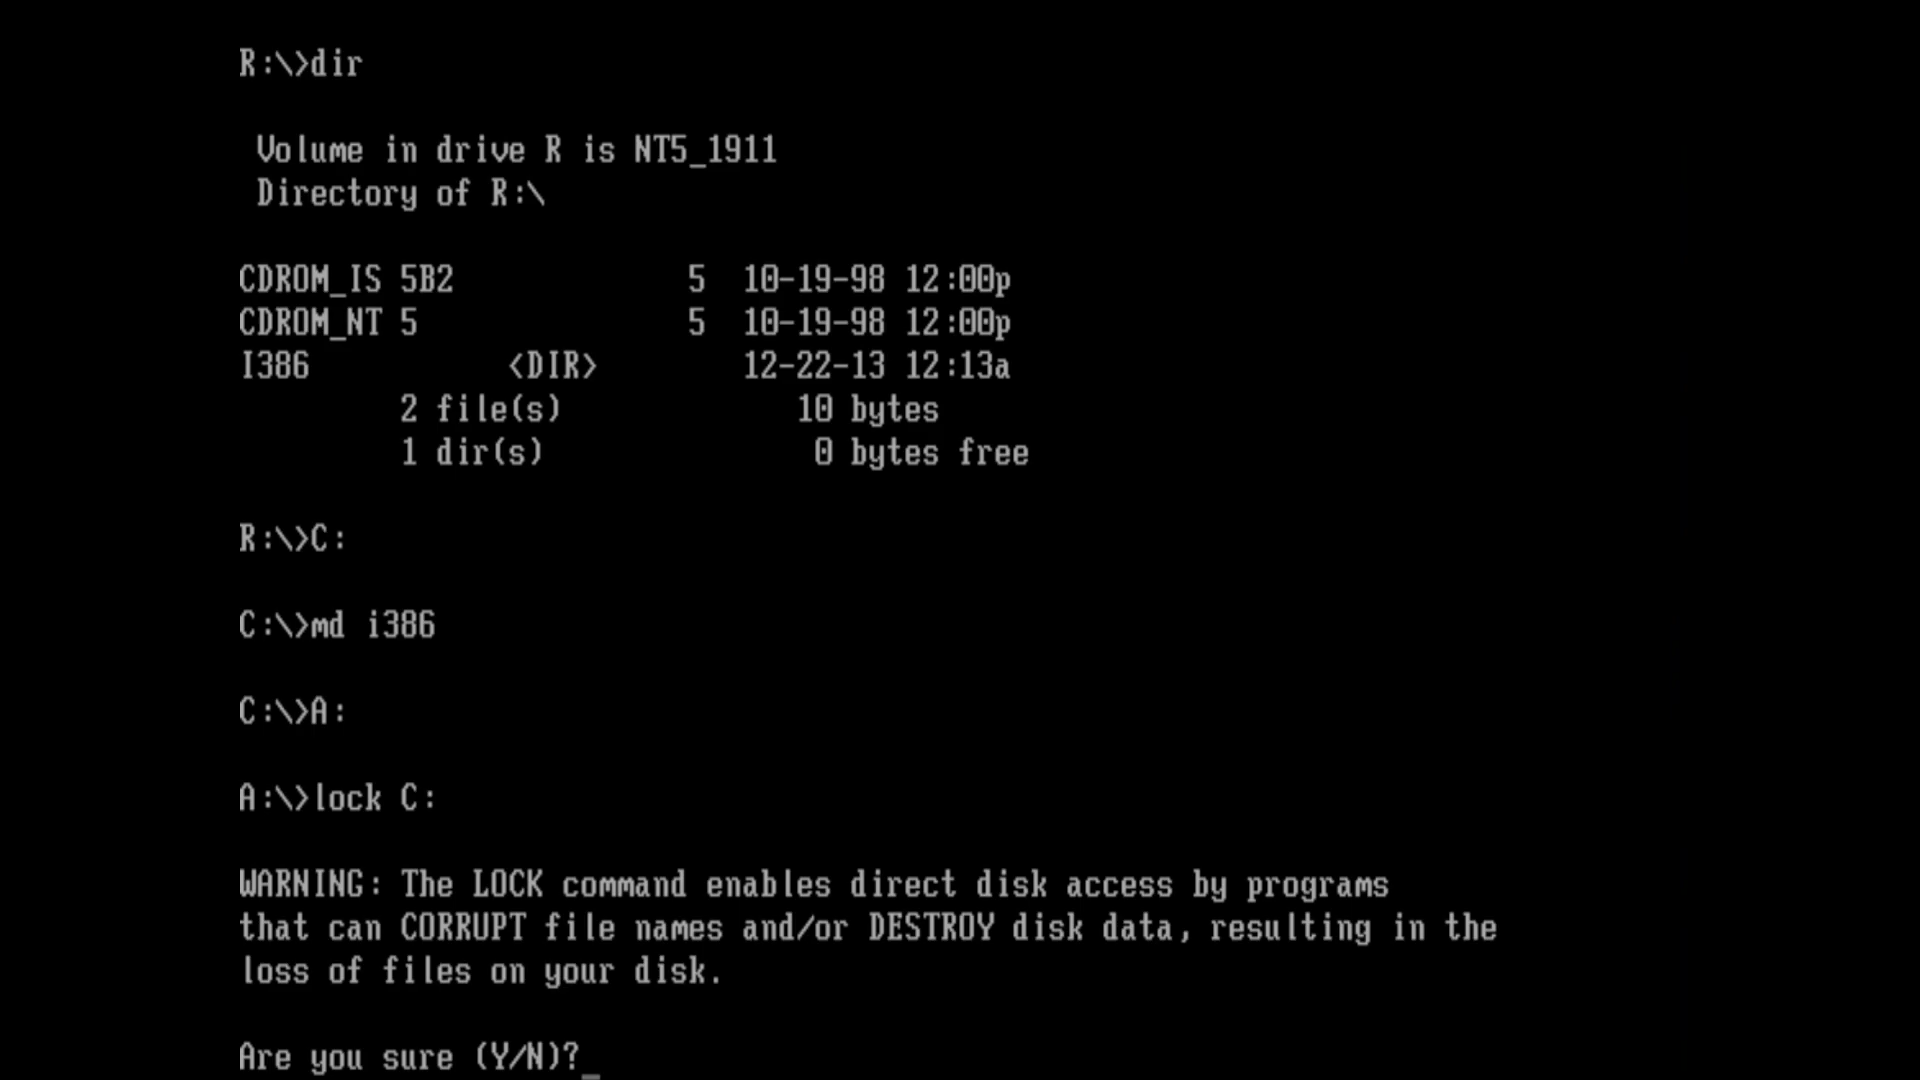 R:\>dir
Volume in drive R is NT5_1911
Directory of R:\
CDROM_IS 5B2 5 10-19-98 12:00p
CDROM_NT 5 5 10-19-98 12:00p
I386 <DIR> 12-22-13 12:13a
2 file(s) 10 bytes
1 dir(s) 0 bytes free
R:\>C:
C:\>md i386
C:\>A:
A:\>lock C:
WARNING: The LOCK command enables direct disk access by programs
that can CORRUPT file names and/or DESTROY disk data, resulting in the
loss of files on your disk.
Are you sure (Y/N)?_